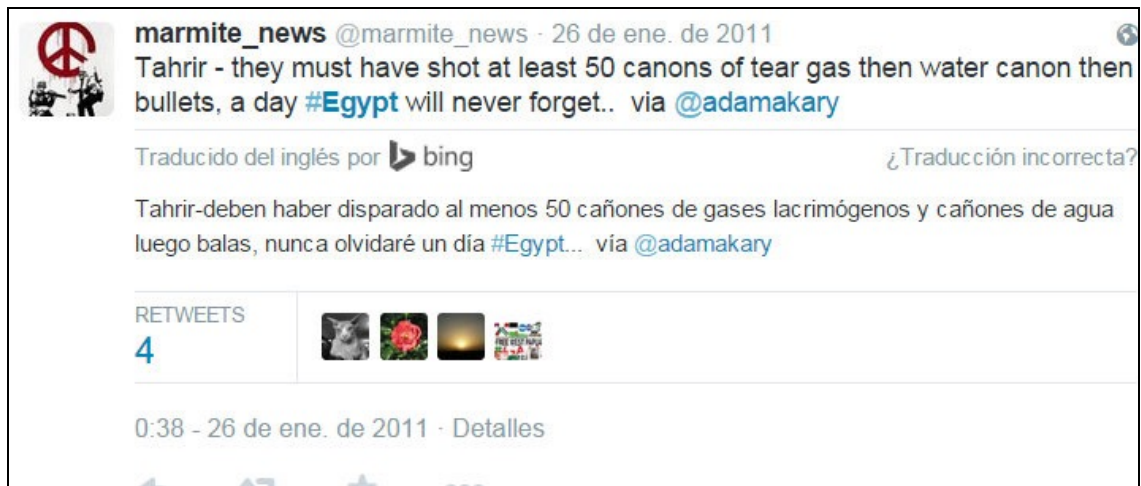 marmite_news @marmite_news · 26 de ene. de 2011
Tahrir - they must have shot at least 50 canons of tear gas then water canon then
bullets, a day #Egypt will never forget.. via @adamakary
Traducido del inglés por bing
¿Traducción incorrecta?
Tahrir-deben haber disparado al menos 50 cañones de gases lacrimógenos y cañones de agua
luego balas, nunca olvidaré un día #Egypt... vía @adamakary
RETWEETS
4
FREE WEST PAPUA
0:38 - 26 de ene. de 2011 · Detalles